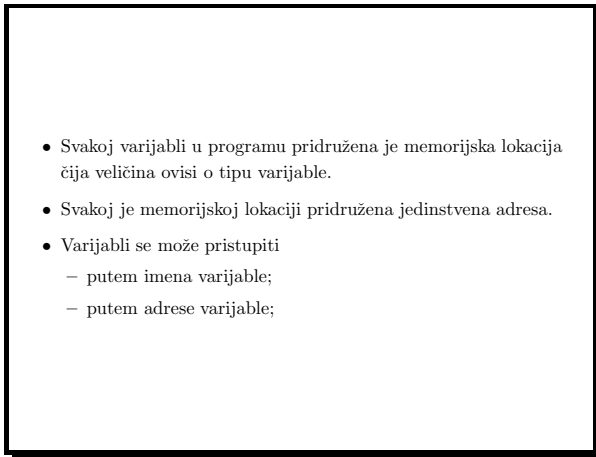 • Svakoj varijabli u programu pridružena je memorijska lokacija
čija veličina ovisi o tipu varijable.
• Svakoj je memorijskoj lokaciji pridružena jedinstvena adresa.
• Varijabli se može pristupiti
– putem imena varijable;
– putem adrese varijable;